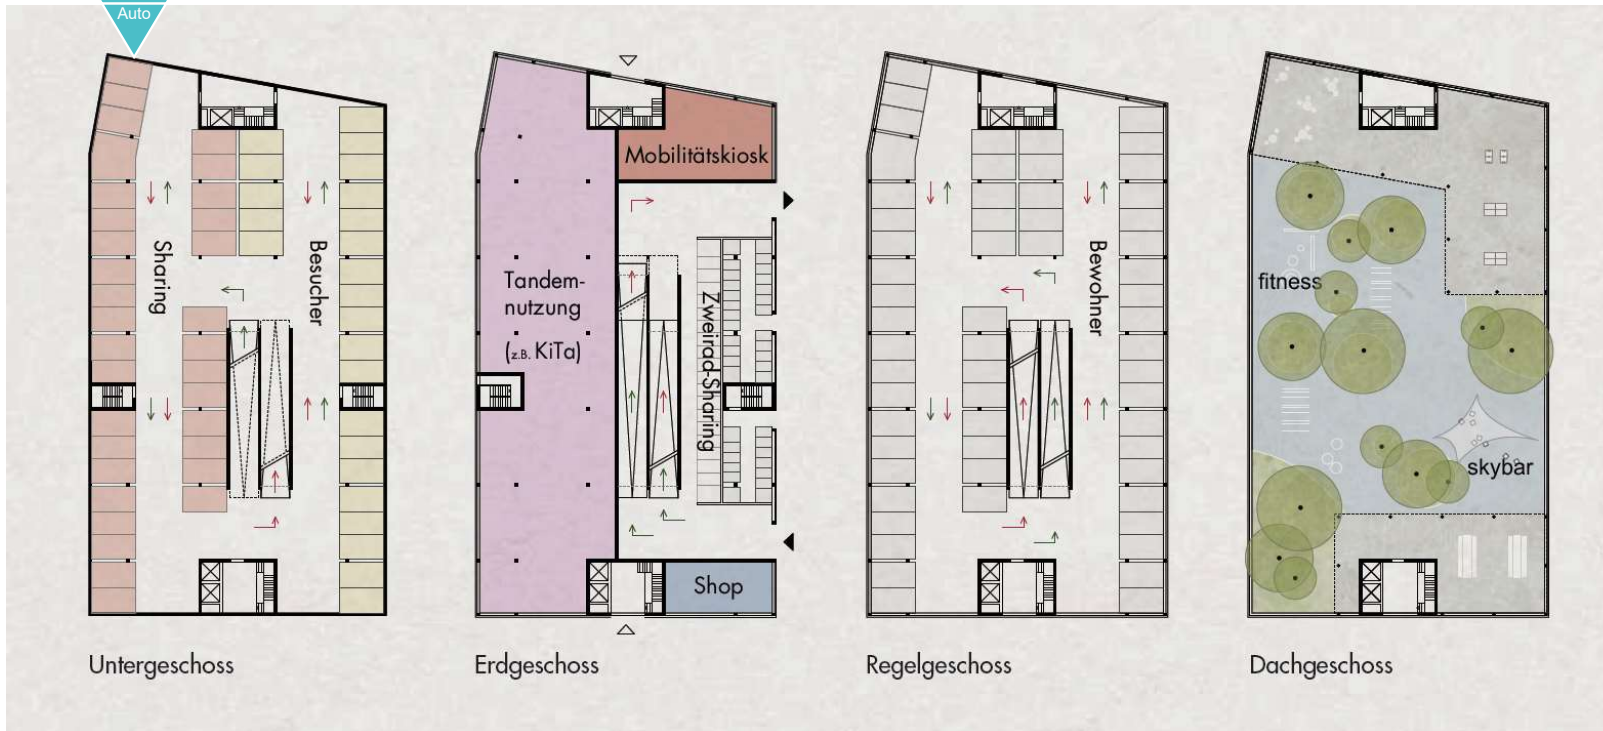 Auto
Sharing
Besucher
Untergeschoss
Mobilitätskiosk
Tandem-
nutzung
(z.B. KiTa)
Zweirad-Sharing
Shop
Erdgeschoss
Bewohner
Regelgeschoss
fitness
skybar
Dachgeschoss